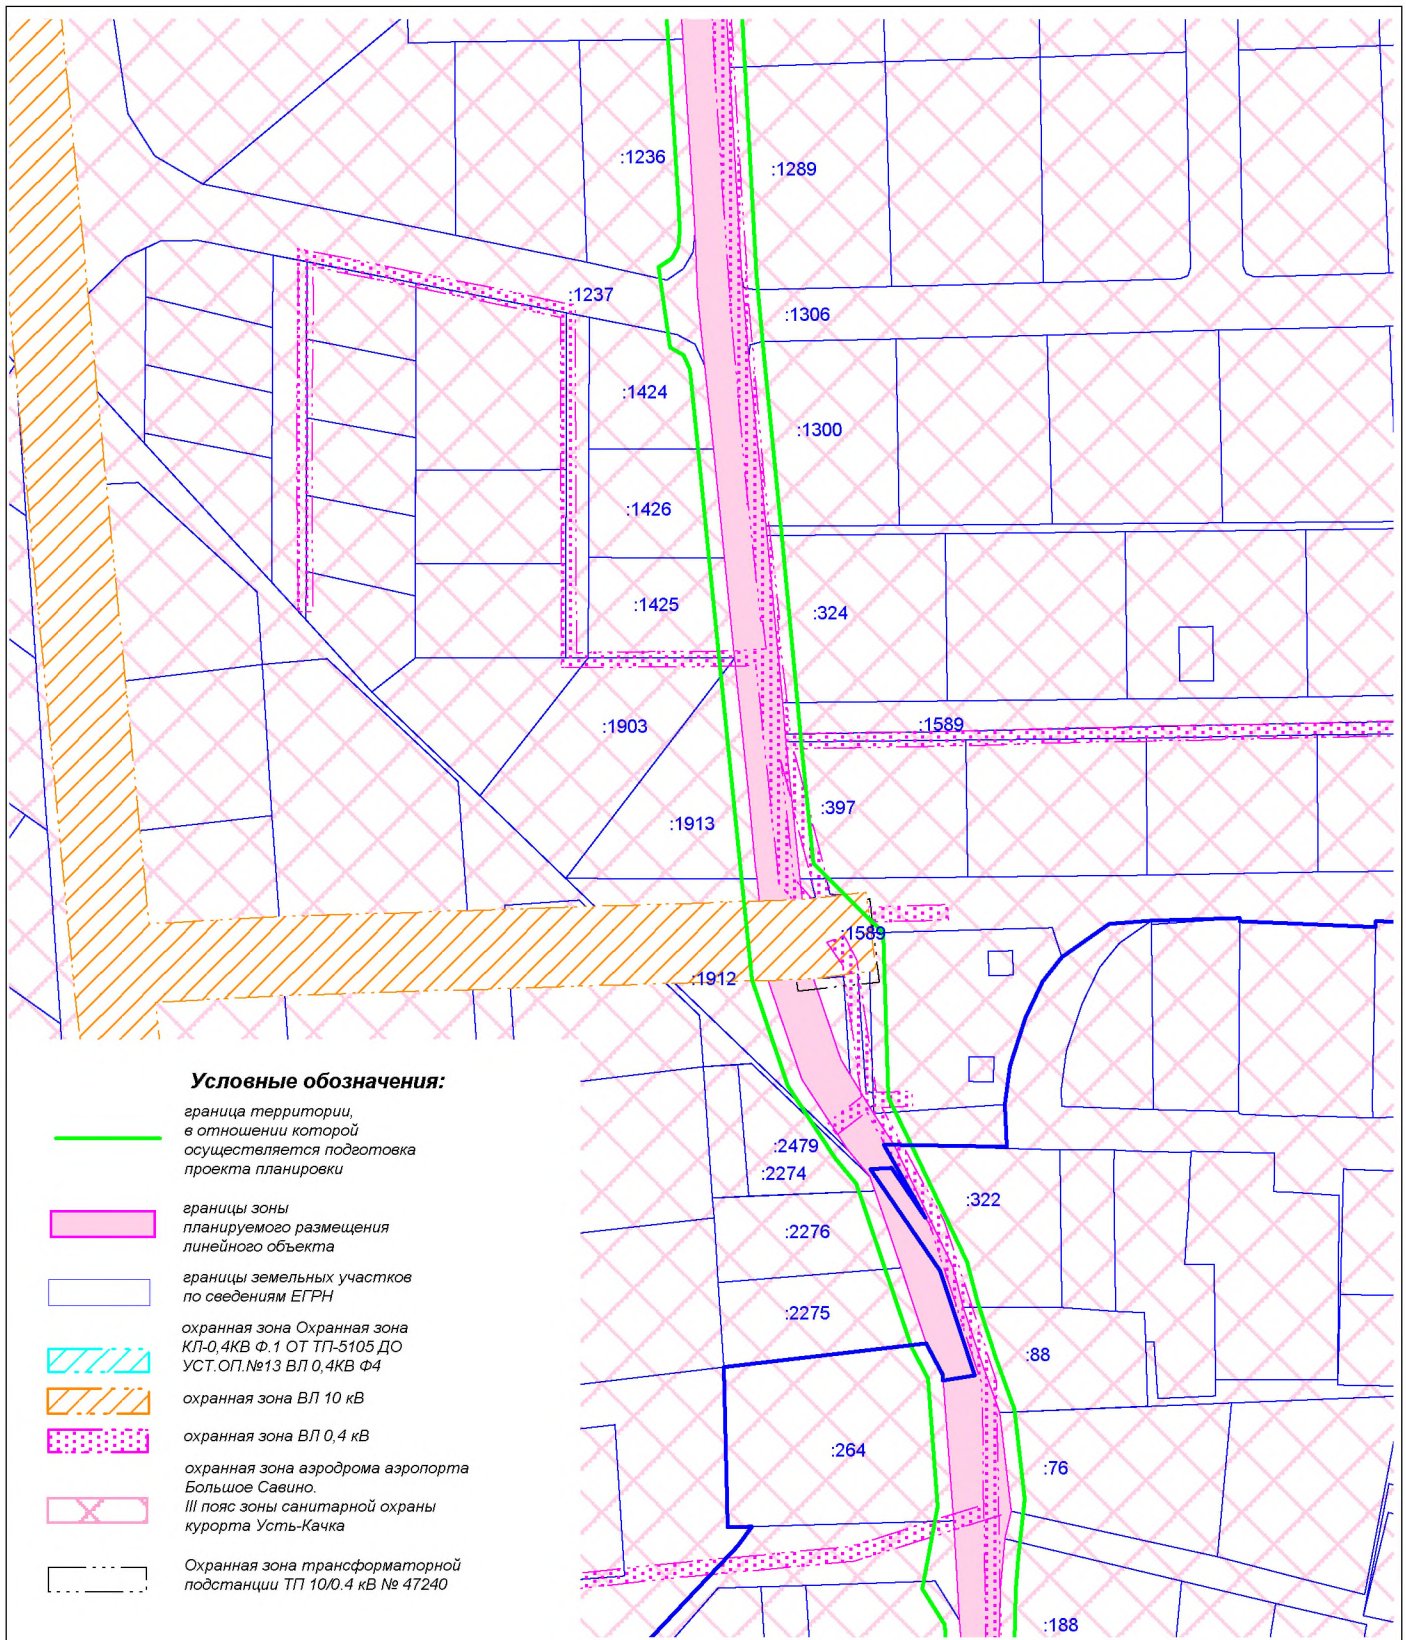 :1236
:1289
:1237
:1306
:1424
:1300
:1426
:1425
:324
:1903
:1589
:397
:1913
:1589
:1912
:2479
:2274
:322
:2276
:2275
:88
:264
:76
:188
Условные обозначения:
граница территории,
в отношении которой
осуществляется подготовка
проекта планировки
границы зоны
планируемого размещения
линейного объекта
границы земельных участков
по сведениям ЕГРН
охранная зона Охранная зона
КЛ-0,4КВ Ф.1 ОТ ТП-5105 ДО
УСТ.ОП.№13 ВЛ 0,4КВ Ф4
охранная зона ВЛ 10 кВ
охранная зона ВЛ 0,4 кВ
охранная зона аэродрома аэропорта
Большое Савино.
III пояс зоны санитарной охраны
курорта Усть-Качка
Охранная зона трансформаторной
подстанции ТП 10/0.4 кВ № 47240